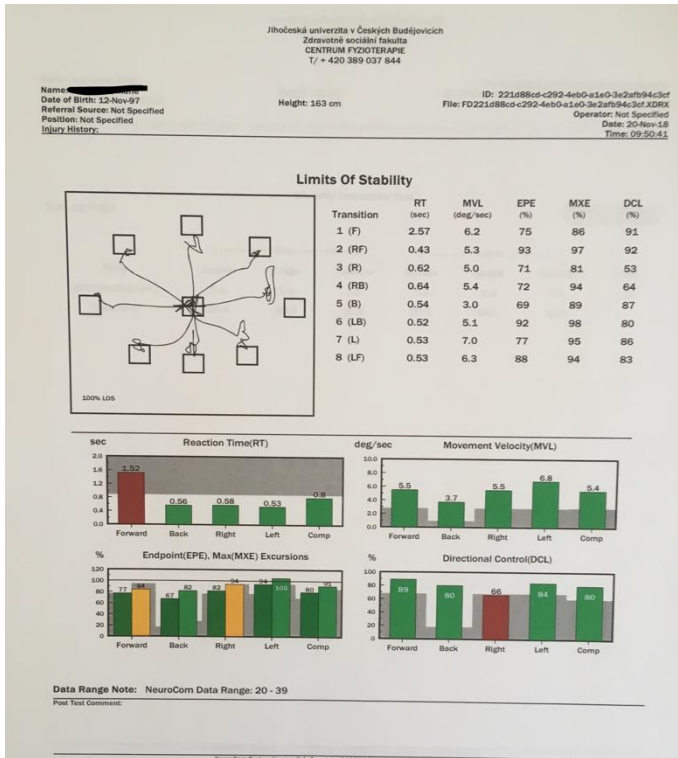 Jihočeská univerzita v Českých Budějovicích
Zdravotně sociální fakulta
CENTRUM FYZIOTERAPIE
T/ + 420 389 037 844
Name:
Date of Birth: 12-Nov-97
Referral Source: Not Specified
Position: Not Specified
Injury History:
Height: 163 cm
ID: 221d88cd-c292-4eb0-a1e0-3e2afb94c3cf
File: FD221d88cd-c292-4eb0-a1e0-3e2afb94c3cf.XDRX
Operator: Not Specified
Date: 20-Nov-18
Time: 09:50:41
Limits Of Stability
100% LOS
Transition RT (sec) MVL (deg/sec) EPE (%) MXE (%) DCL (%)
1 (F) 2.57 6.2 75 86 91
2 (RF) 0.43 5.3 93 97 92
3 (R) 0.62 5.0 71 81 53
4 (RB) 0.64 5.4 72 94 64
5 (B) 0.54 3.0 69 89 87
6 (LB) 0.52 5.1 92 98 80
7 (L) 0.53 7.0 77 95 86
8 (LF) 0.53 6.3 88 94 83
sec Reaction Time(RT)
2.0
1.6
1.2
0.8
0.4
0.0
1.52 0.56 0.58 0.53 0.8
Forward Back Right Left Comp
deg/sec Movement Velocity(MVL)
10.0
8.0
6.0
4.0
2.0
0.0
5.5 3.7 5.5 6.8 5.4
Forward Back Right Left Comp
% Endpoint(EPE), Max(MXE) Excursions
120
100
80
60
40
20
0
77 84 67 82 82 94 94 105 80 91
Forward Back Right Left Comp
% Directional Control(DCL)
100
80
60
40
20
0
89 80 66 84 80
Forward Back Right Left Comp
Data Range Note: NeuroCom Data Range: 20 - 39
Post Test Comment: